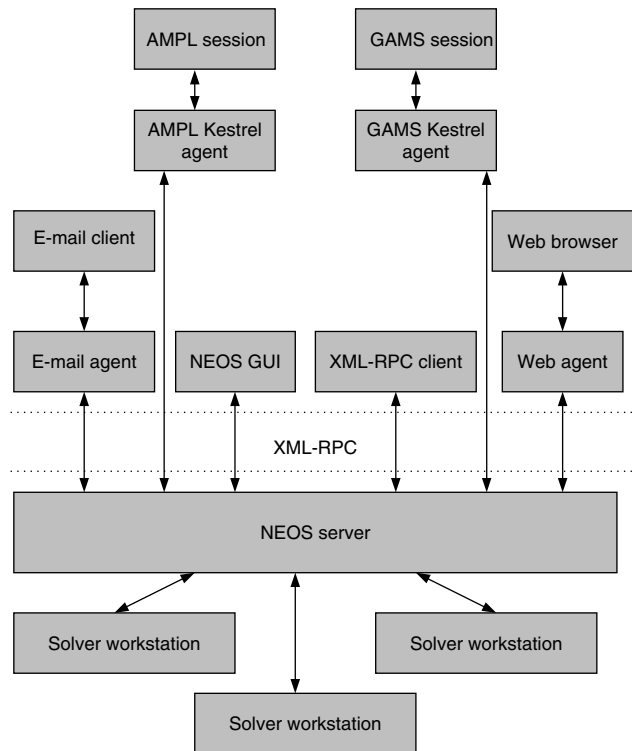 AMPL session
GAMS session
AMPL Kestrel
agent
GAMS Kestrel
agent
E-mail client
Web browser
E-mail agent
NEOS GUI
XML-RPC client
Web agent
XML-RPC
NEOS server
Solver workstation
Solver workstation
Solver workstation